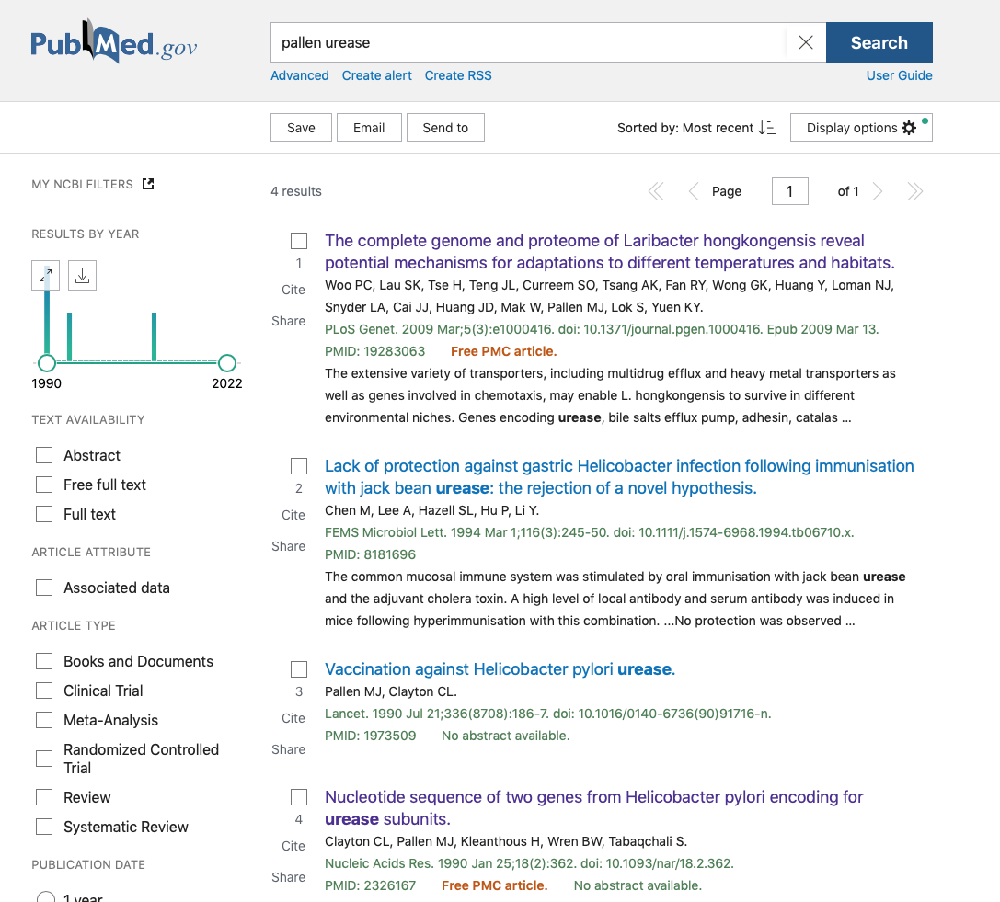 PubMed.gov
pallen urease
Search
Advanced Create alert Create RSS
User Guide
Save Email Send to
Sorted by: Most recent
Display options
MY NCBI FILTERS
RESULTS BY YEAR
1990 2022
TEXT AVAILABILITY
Abstract
Free full text
Full text
ARTICLE ATTRIBUTE
Associated data
ARTICLE TYPE
Books and Documents
Clinical Trial
Meta-Analysis
Randomized Controlled
Trial
Review
Systematic Review
PUBLICATION DATE
1 year
4 results
Page 1 of 1
The complete genome and proteome of Laribacter hongkongensis reveal
1
potential mechanisms for adaptations to different temperatures and habitats.
Cite
Woo PC, Lau SK, Tse H, Teng JL, Curreem SO, Tsang AK, Fan RY, Wong GK, Huang Y, Loman NJ,
Snyder LA, Cai JJ, Huang JD, Mak W, Pallen MJ, Lok S, Yuen KY.
Share
PLoS Genet. 2009 Mar;5(3):e1000416. doi: 10.1371/journal.pgen.1000416. Epub 2009 Mar 13.
PMID: 19283063 Free PMC article.
The extensive variety of transporters, including multidrug efflux and heavy metal transporters as
well as genes involved in chemotaxis, may enable L. hongkongensis to survive in different
environmental niches. Genes encoding urease, bile salts efflux pump, adhesin, catalas ...
Lack of protection against gastric Helicobacter infection following immunisation
2
with jack bean urease: the rejection of a novel hypothesis.
Cite
Chen M, Lee A, Hazell SL, Hu P, Li Y.
FEMS Microbiol Lett. 1994 Mar 1;116(3):245-50. doi: 10.1111/j.1574-6968.1994.tb06710.x.
Share
PMID: 8181696
The common mucosal immune system was stimulated by oral immunisation with jack bean urease
and the adjuvant cholera toxin. A high level of local antibody and serum antibody was induced in
mice following hyperimmunisation with this combination. ...No protection was observed ...
Vaccination against Helicobacter pylori urease.
3
Pallen MJ, Clayton CL.
Cite
Lancet. 1990 Jul 21;336(8708):186-7. doi: 10.1016/0140-6736(90)91716-n.
PMID: 1973509 No abstract available.
Share
Nucleotide sequence of two genes from Helicobacter pylori encoding for
4
urease subunits.
Cite
Clayton CL, Pallen MJ, Kleanthous H, Wren BW, Tabaqchali S.
Nucleic Acids Res. 1990 Jan 25;18(2):362. doi: 10.1093/nar/18.2.362.
Share
PMID: 2326167 Free PMC article. No abstract available.